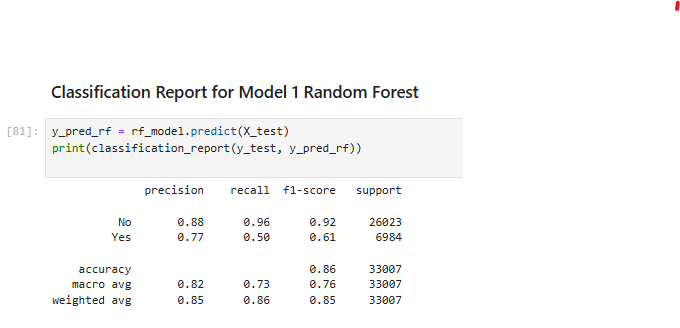 Classification Report for Model 1 Random Forest
[81]: y_pred_rf = rf_model.predict(X_test)
print(classification_report(y_test, y_pred_rf))
precision recall f1-score support
No 0.88 0.96 0.92 26023
Yes 0.77 0.50 0.61 6984
accuracy 0.86 33007
macro avg 0.82 0.73 0.76 33007
weighted avg 0.85 0.86 0.85 33007